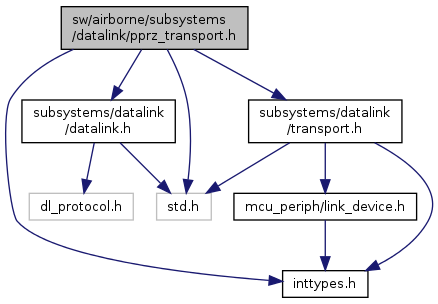 sw/airborne/subsystems
/datalink/pprz_transport.h
subsystems/datalink
/datalink.h
subsystems/datalink
/transport.h
dl_protocol.h
std.h
mcu_periph/link_device.h
inttypes.h